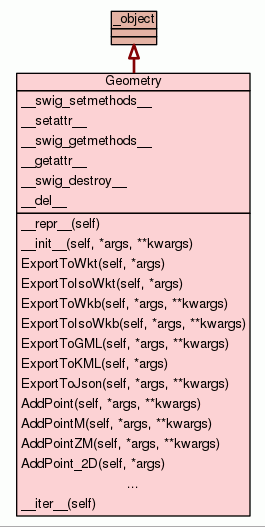 _object
Geometry
__swig_setmethods__
__setattr__
__swig_getmethods__
__getattr__
__swig_destroy__
__del__
__repr__(self)
__init__(self, *args, **kwargs)
ExportToWkt(self, *args)
ExportToIsoWkt(self, *args)
ExportToWkb(self, *args, **kwargs)
ExportToIsoWkb(self, *args, **kwargs)
ExportToGML(self, *args, **kwargs)
ExportToKML(self, *args)
ExportToJson(self, *args, **kwargs)
AddPoint(self, *args, **kwargs)
AddPointM(self, *args, **kwargs)
AddPointZM(self, *args, **kwargs)
AddPoint_2D(self, *args)
...
__iter__(self)